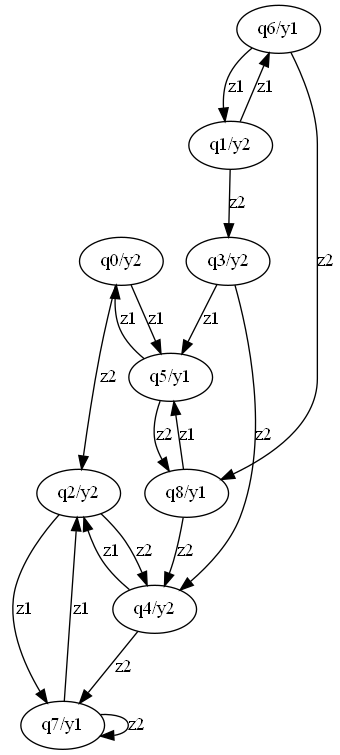 q6/y1
z1 z1
q1/y2
z2 z2
q0/y2 q3/y2
z1 z1 z1
z2
q5/y1
z2 z1 z2
q2/y2 q8/y1
z1 z2 z2
z1 z1 q4/y2
z2
q7/y1 z2